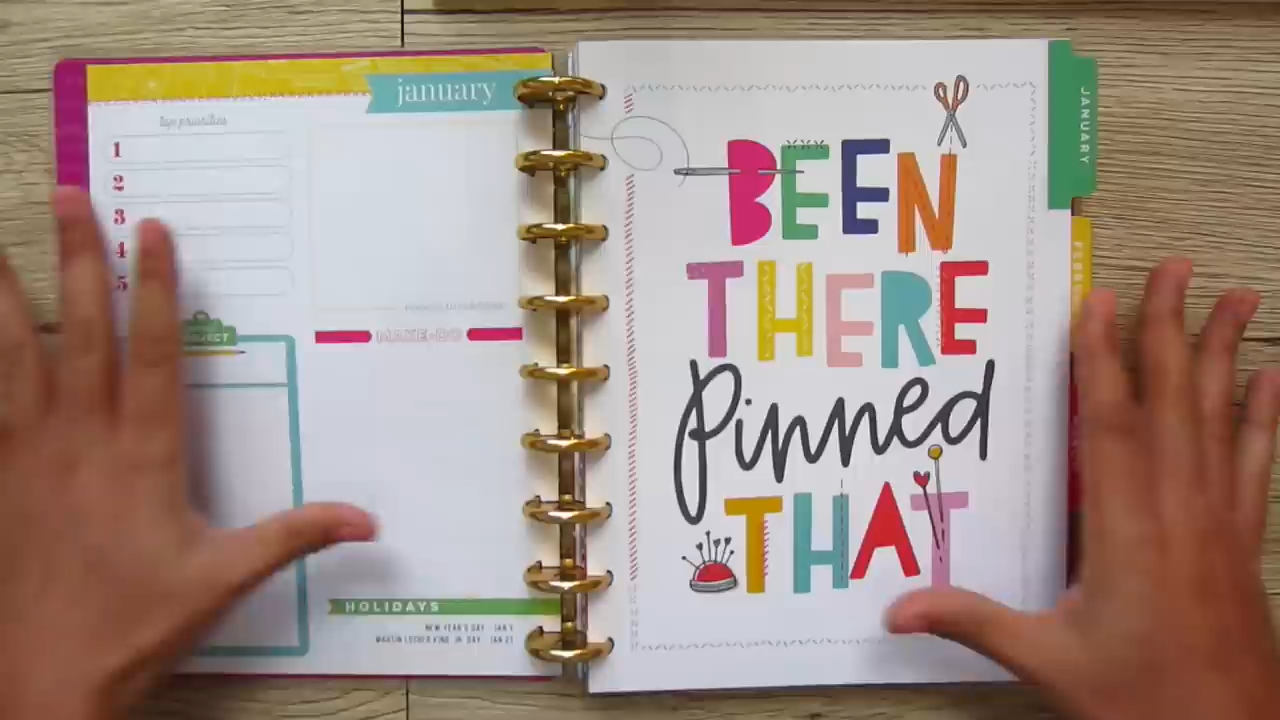 january
top priorities
1
2
3
4
5
MAKE-DO
HOLIDAYS
NEW YEAR'S DAY JAN 1
MARTIN LUTHER KING JR. DAY JAN 21
BEEN
THERE
Pinned
THAT
JANUARY